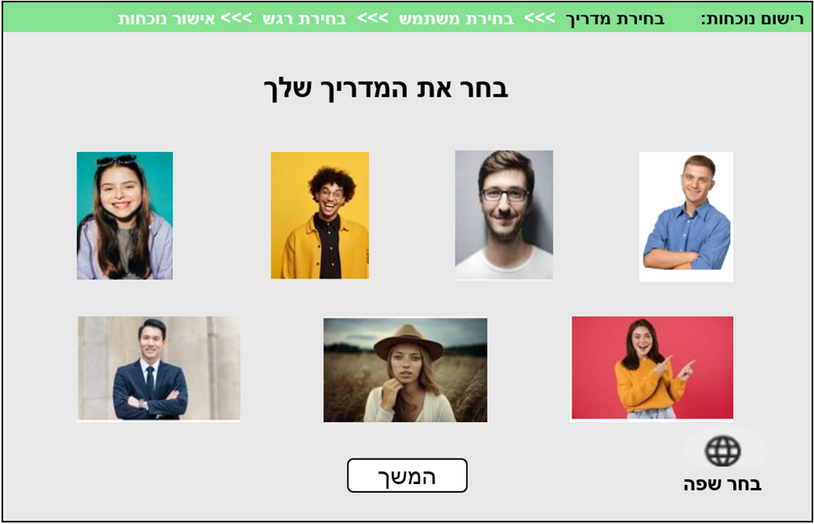 רישום נוכחות: בחירת מדריך >>> בחירת משתמש >>> בחירת רגש >>> אישור נוכחות
בחר את המדריך שלך
המשך
בחר שפה